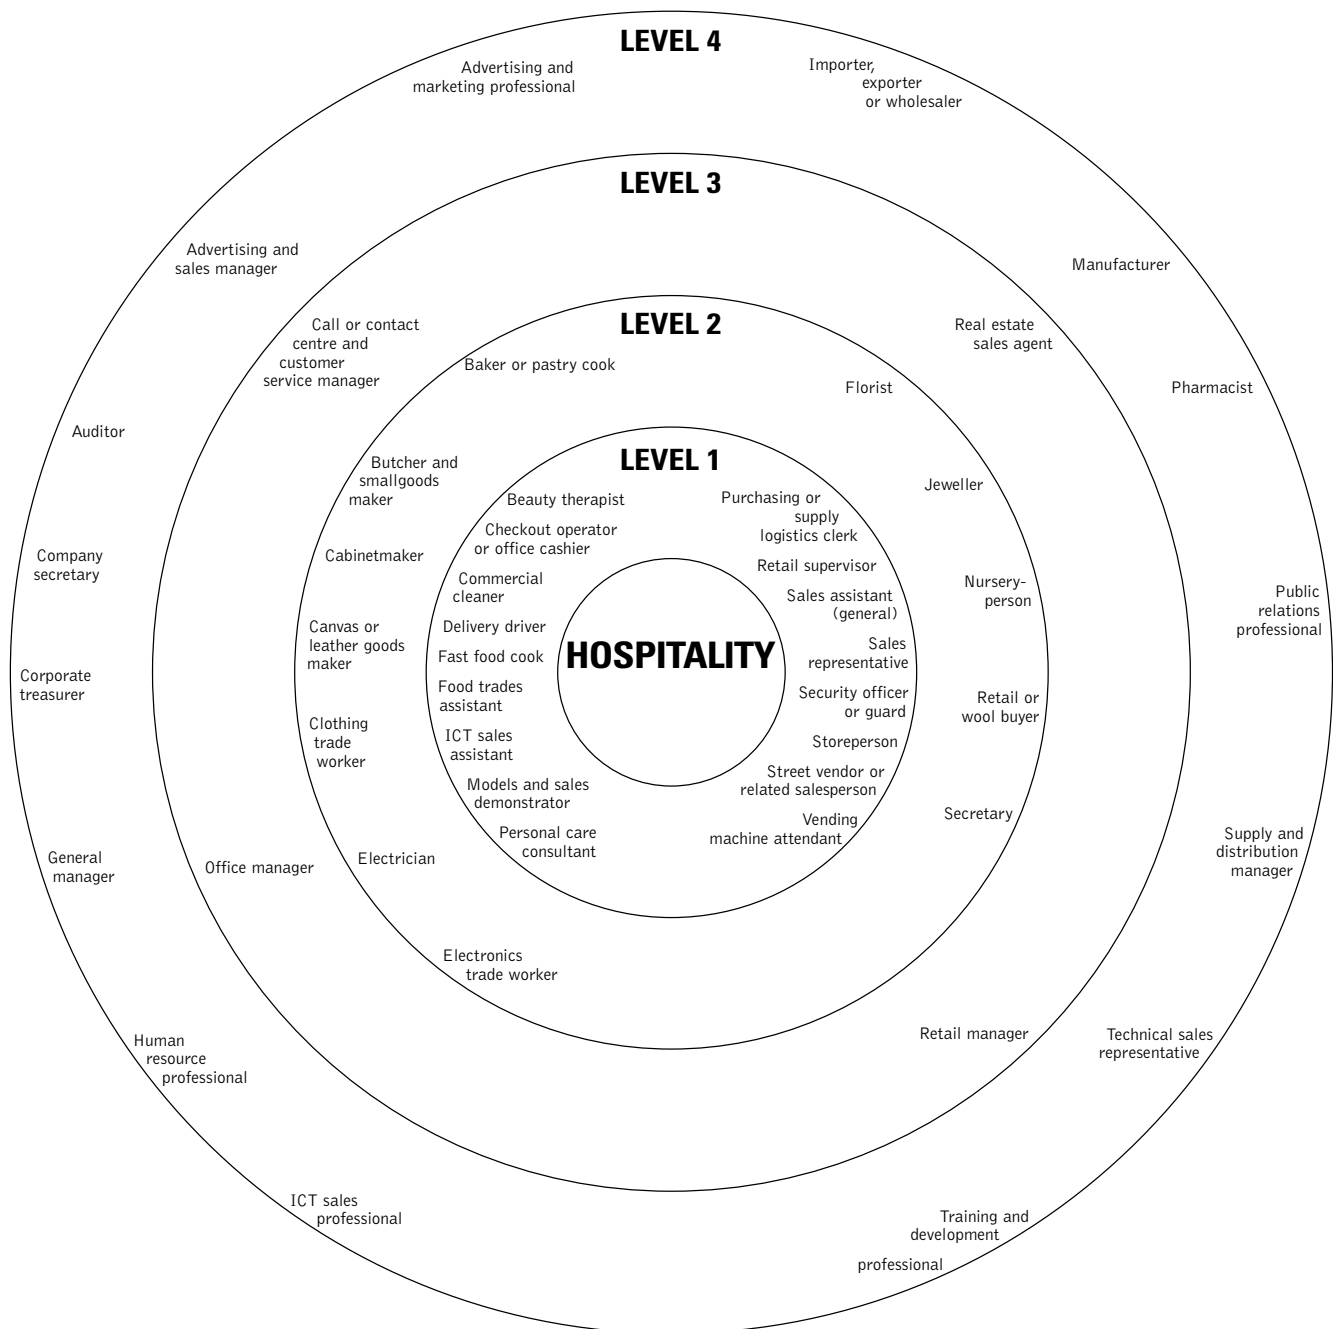 LEVEL 4
Advertising and
marketing professional
Importer,
exporter
or wholesaler
Advertising and
sales manager
Manufacturer
Auditor
Pharmacist
Company
secretary
Public
relations
professional
Corporate
treasurer
General
manager
Supply and
distribution
manager
Human
resource
professional
Technical sales
representative
ICT sales
professional
Training and
development
professional
LEVEL 3
Call or contact
centre and
customer
service manager
Real estate
sales agent
Office manager
Retail manager
LEVEL 2
Baker or pastry cook
Florist
Butcher and
smallgoods
maker
Jeweller
Cabinetmaker
Nursery-
person
Canvas or
leather goods
maker
Retail or
wool buyer
Clothing
trade
worker
Secretary
Electrician
Electronics
trade worker
LEVEL 1
Beauty therapist
Checkout operator
or office cashier
Commercial
cleaner
Delivery driver
Fast food cook
Food trades
assistant
ICT sales
assistant
Models and sales
demonstrator
Personal care
consultant
Purchasing or
supply
logistics clerk
Retail supervisor
Sales assistant
(general)
Sales
representative
Security officer
or guard
Storeperson
Street vendor or
related salesperson
Vending
machine attendant
HOSPITALITY